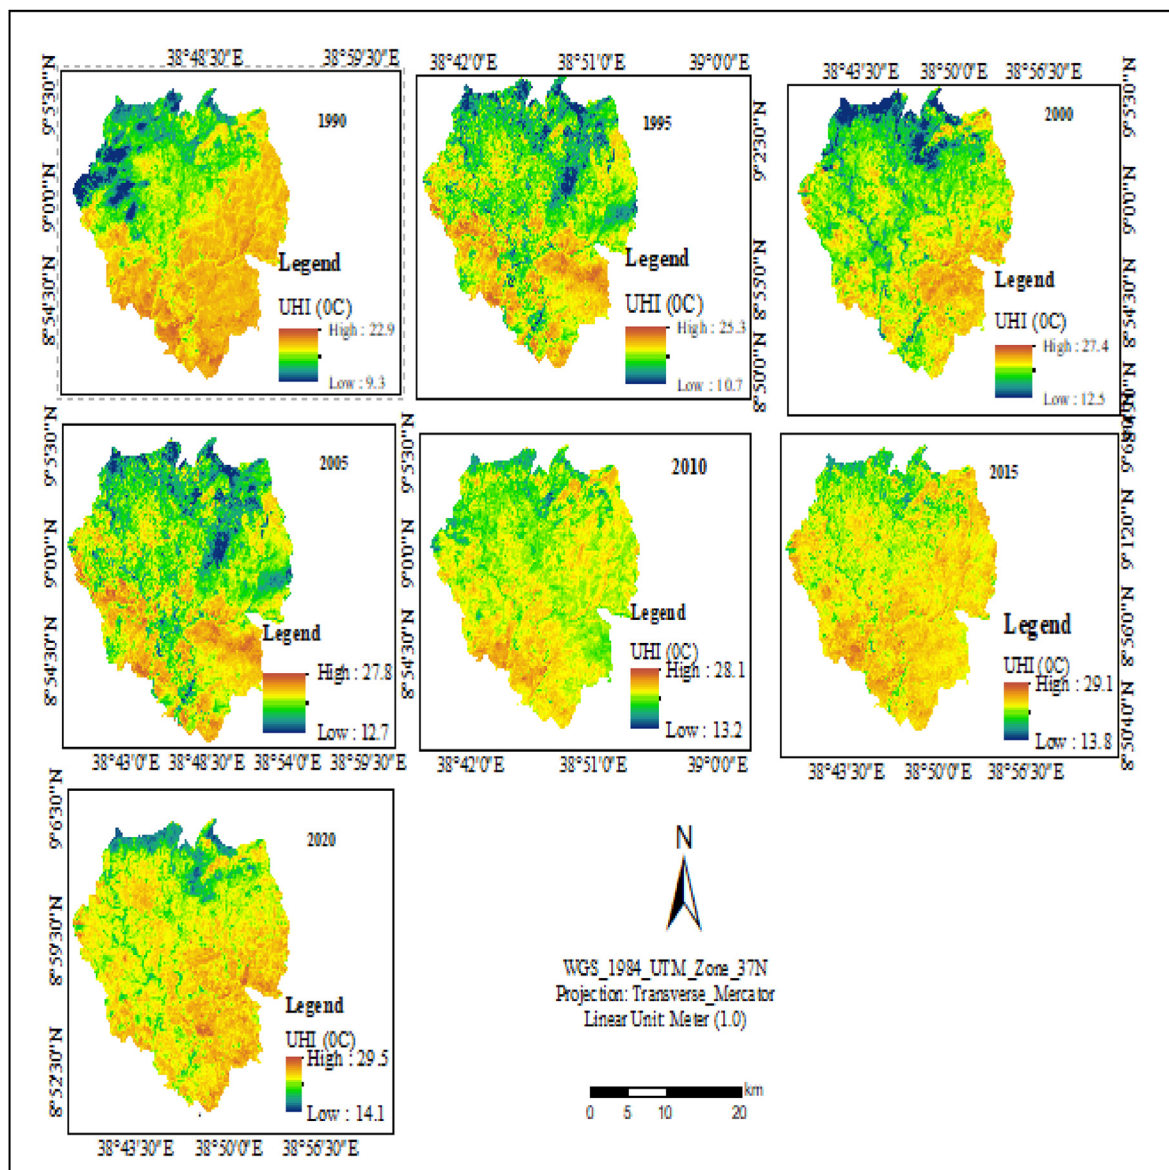 38°48'30"E 38°59'30"E
38°42'0"E 38°51'0"E 39°0'0"E
38°43'30"E 38°50'0"E 38°56'30"E
9°5'30"N
9°0'0"N
8°54'30"N
1990
Legend
UHI (0C)
High : 22.9
Low : 9.3
1995
Legend
UHI (0C)
High : 25.3
Low : 10.7
9°2'30"N
8°55'50"N
8°50'0"N
2000
Legend
UHI (0C)
High : 27.4
Low : 12.5
9°5'30"N
9°0'0"N
8°54'30"N
9°5'30"N
9°0'0"N
8°54'30"N
2005
Legend
High : 27.8
Low : 12.7
38°43'0"E 38°48'30"E 38°54'0"E 38°59'30"E
9°5'30"N
9°0'0"N
8°54'30"N
2010
Legend
UHI (0C)
High : 28.1
Low : 13.2
38°42'0"E 38°51'0"E 39°0'0"E
2015
Legend
UHI (0C)
High : 29.1
Low : 13.8
9°1'20"N
8°56'0"N
8°50'40"N
38°43'30"E 38°50'0"E 38°56'30"E
9°6'30"N
8°59'30"N
8°52'30"N
2020
Legend
UHI (0C)
High : 29.5
Low : 14.1
38°43'30"E 38°50'0"E 38°56'30"E
N
WGS_1984_UTM_Zone_37N
Projection: Transverse_Mercator
Linear Unit: Meter (1.0)
km
0 5 10 20